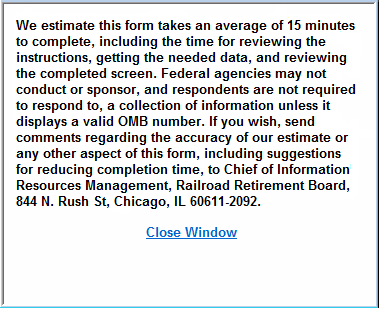 We estimate this form takes an average of 15 minutes
to complete, including the time for reviewing the
instructions, getting the needed data, and reviewing
the completed screen. Federal agencies may not
conduct or sponsor, and respondents are not required
to respond to, a collection of information unless it
displays a valid OMB number. If you wish, send
comments regarding the accuracy of our estimate or
any other aspect of this form, including suggestions
for reducing completion time, to Chief of Information
Resources Management, Railroad Retirement Board,
844 N. Rush St, Chicago, IL 60611-2092.
Close Window